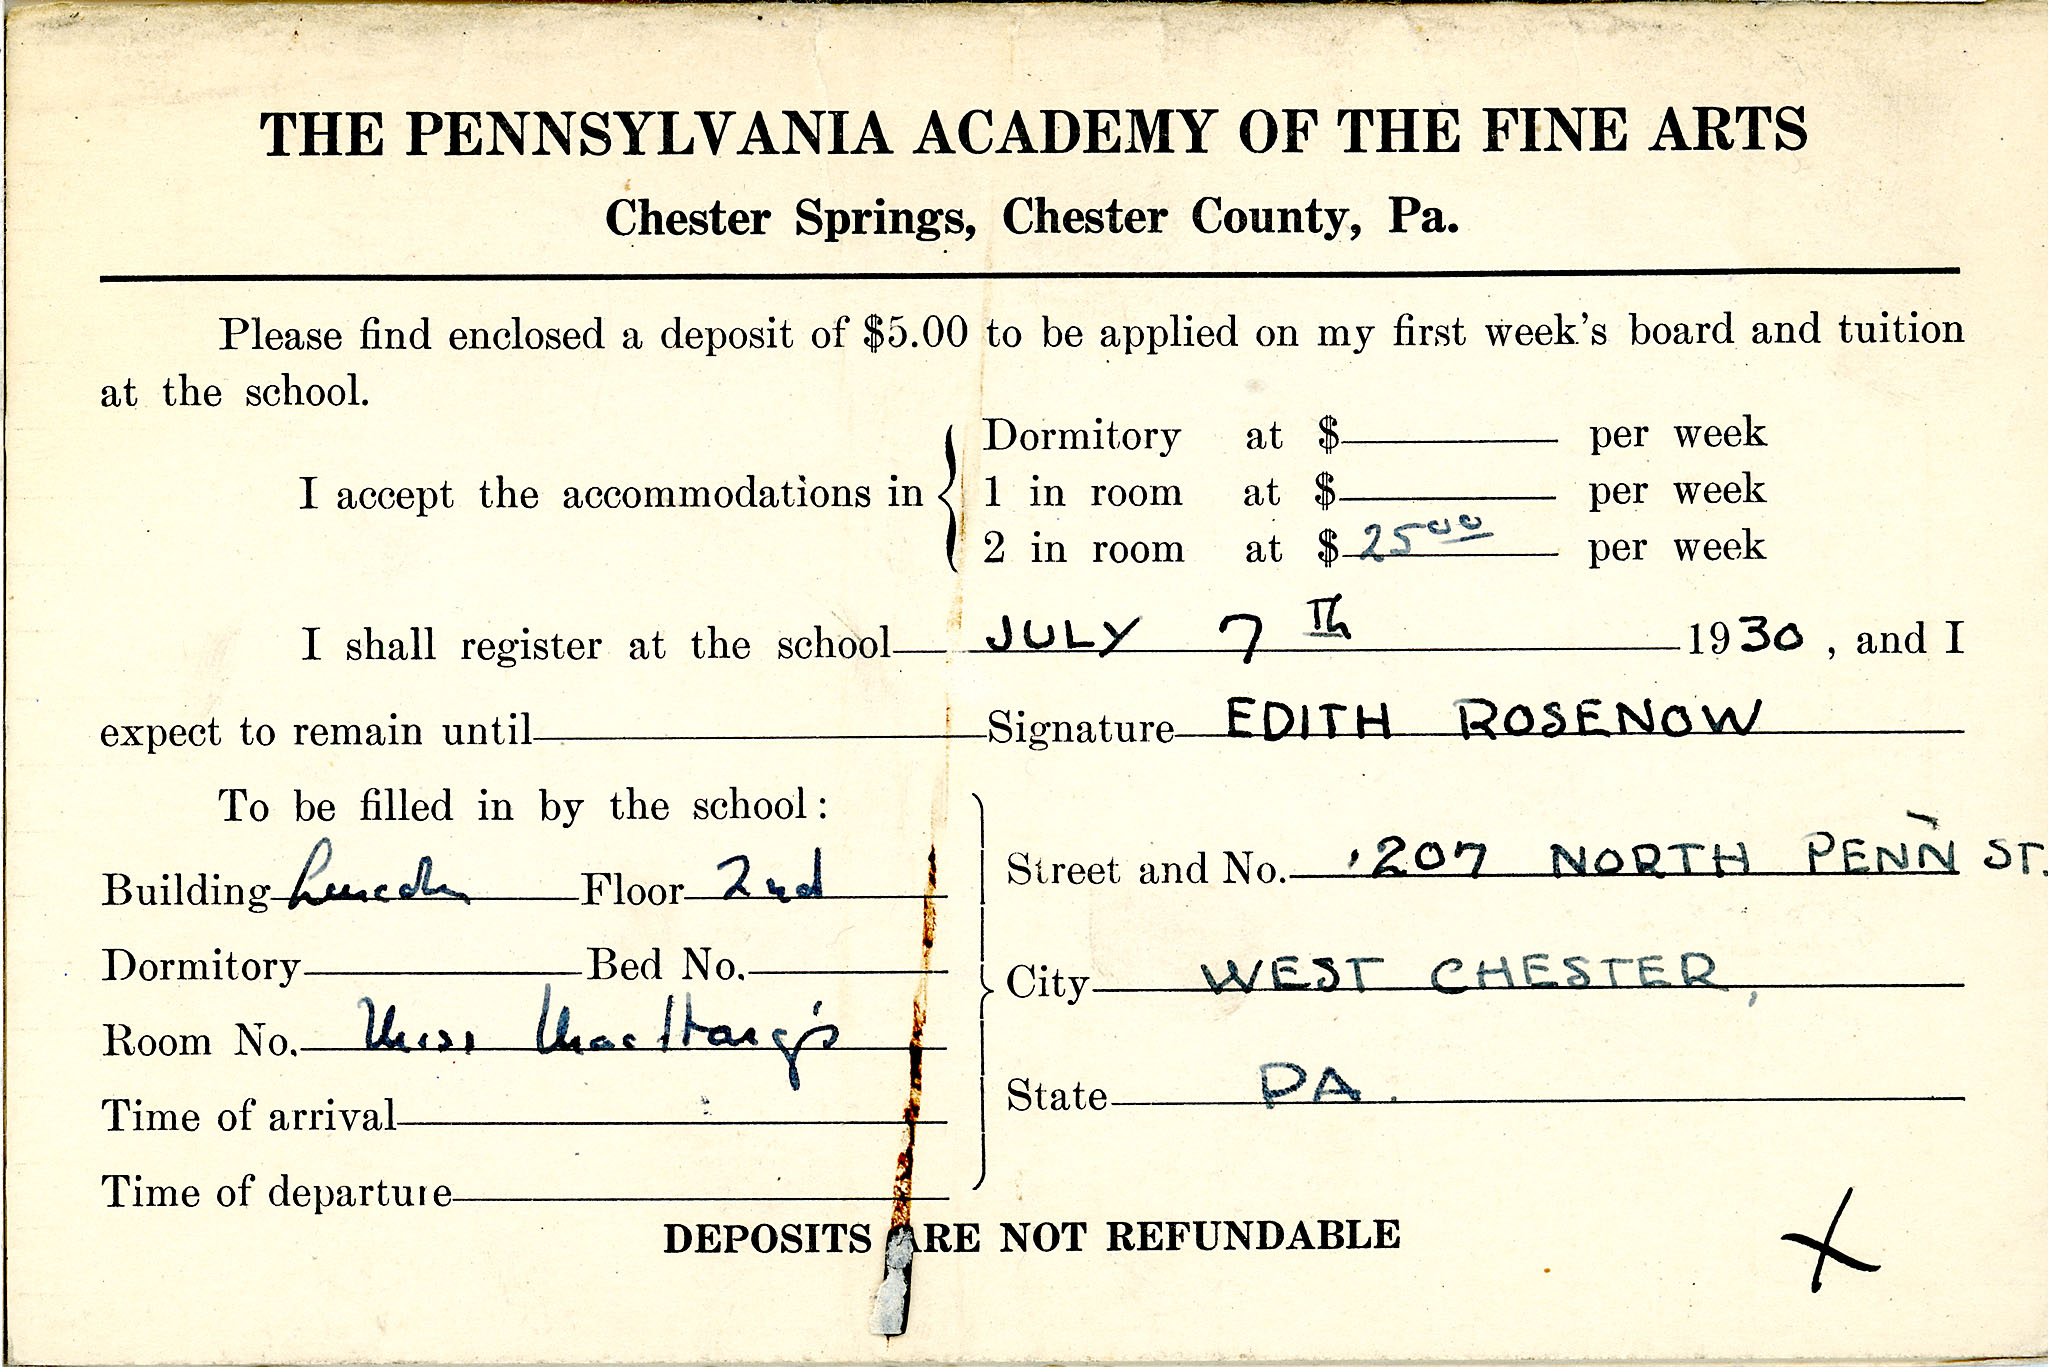 THE PENNSYLVANIA ACADEMY OF THE FINE ARTS
Chester Springs, Chester County, Pa.
Please find enclosed a deposit of $5.00 to be applied on my first week's board and tuition
at the school.
I accept the accommodations in
Dormitory at $ per week
1 in room at $ per week
2 in room at $ 25 00 per week
I shall register at the school JULY 7 Th 1930, and I
expect to remain until Signature EDITH ROSENOW
To be filled in by the school:
Building Lincoln Floor 2nd
Dormitory Bed No.
Room No. Miss MacHarg's
Time of arrival
Time of departure
Street and No. 207 NORTH PENN ST.
City WEST CHESTER,
State PA.
DEPOSITS ARE NOT REFUNDABLE
X